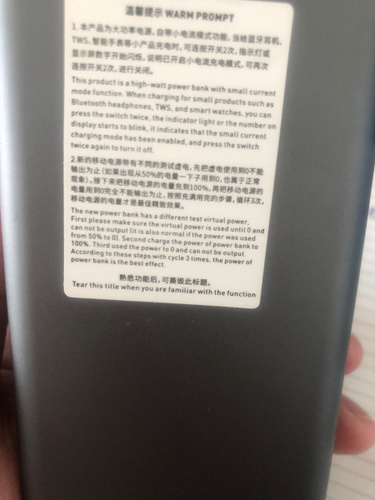 温馨提示 WARM PROMPT
1. 本产品为大功率电源，自带小电流模式功能，当给蓝牙耳机、
TWS、智能手表等小产品充电时，可连按开关2次，指示灯或
显示屏数字开始闪烁，说明已开启小电流充电模式，可再次
连按开关2次，进行关闭。
This product is a high-watt power bank with small current
mode function. When charging for small products such as
Bluetooth headphones, TWS, and smart watches, you can
press the switch twice, the indicator light or the number on
display starts to blink, it indicates that the small current
charging mode has been enabled, and press the switch
twice again to turn it off.
2.新的移动电源带有不同的测试虚电，先把虚电使用到0不能
输出为止（如果出现从50%的电量一下子用到0，也属于正常
现象）。接下来把移动电源的电量充到100%，再把移动电源的
电量用到0完全不能输出为止，按照充满用完的步骤，循环3次，
移动电源的电量才是最佳精放效果。
The new power bank has a different test virtual power,
First please make sure the virtual power is used until 0 and
can not be output (it is also normal if the power was used
from 50% to 0). Second charge the power of power bank to
100%. Third used the power to 0 and can not be output.
According to these steps with cycle 3 times, the power of
power bank is the best effect.
熟悉功能后，可撕毁此标题。
Tear this title when you are familiar with the function